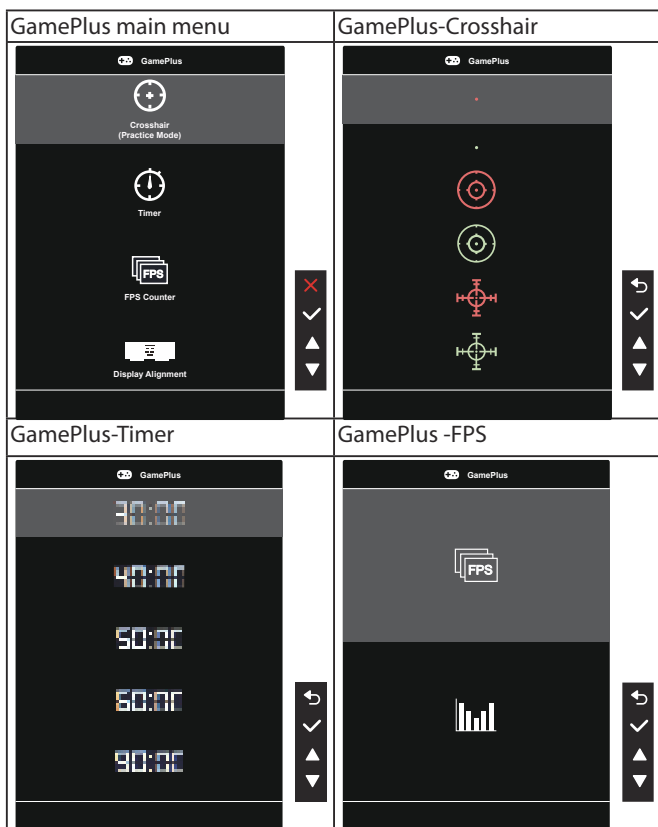 GamePlus main menu
GamePlus-Crosshair
GamePlus
Crosshair
(Practice Mode)
Timer
FPS
FPS Counter
Display Alignment
GamePlus
GamePlus-Timer
GamePlus -FPS
GamePlus
30:00
40:00
50:00
60:00
90:00
GamePlus
FPS